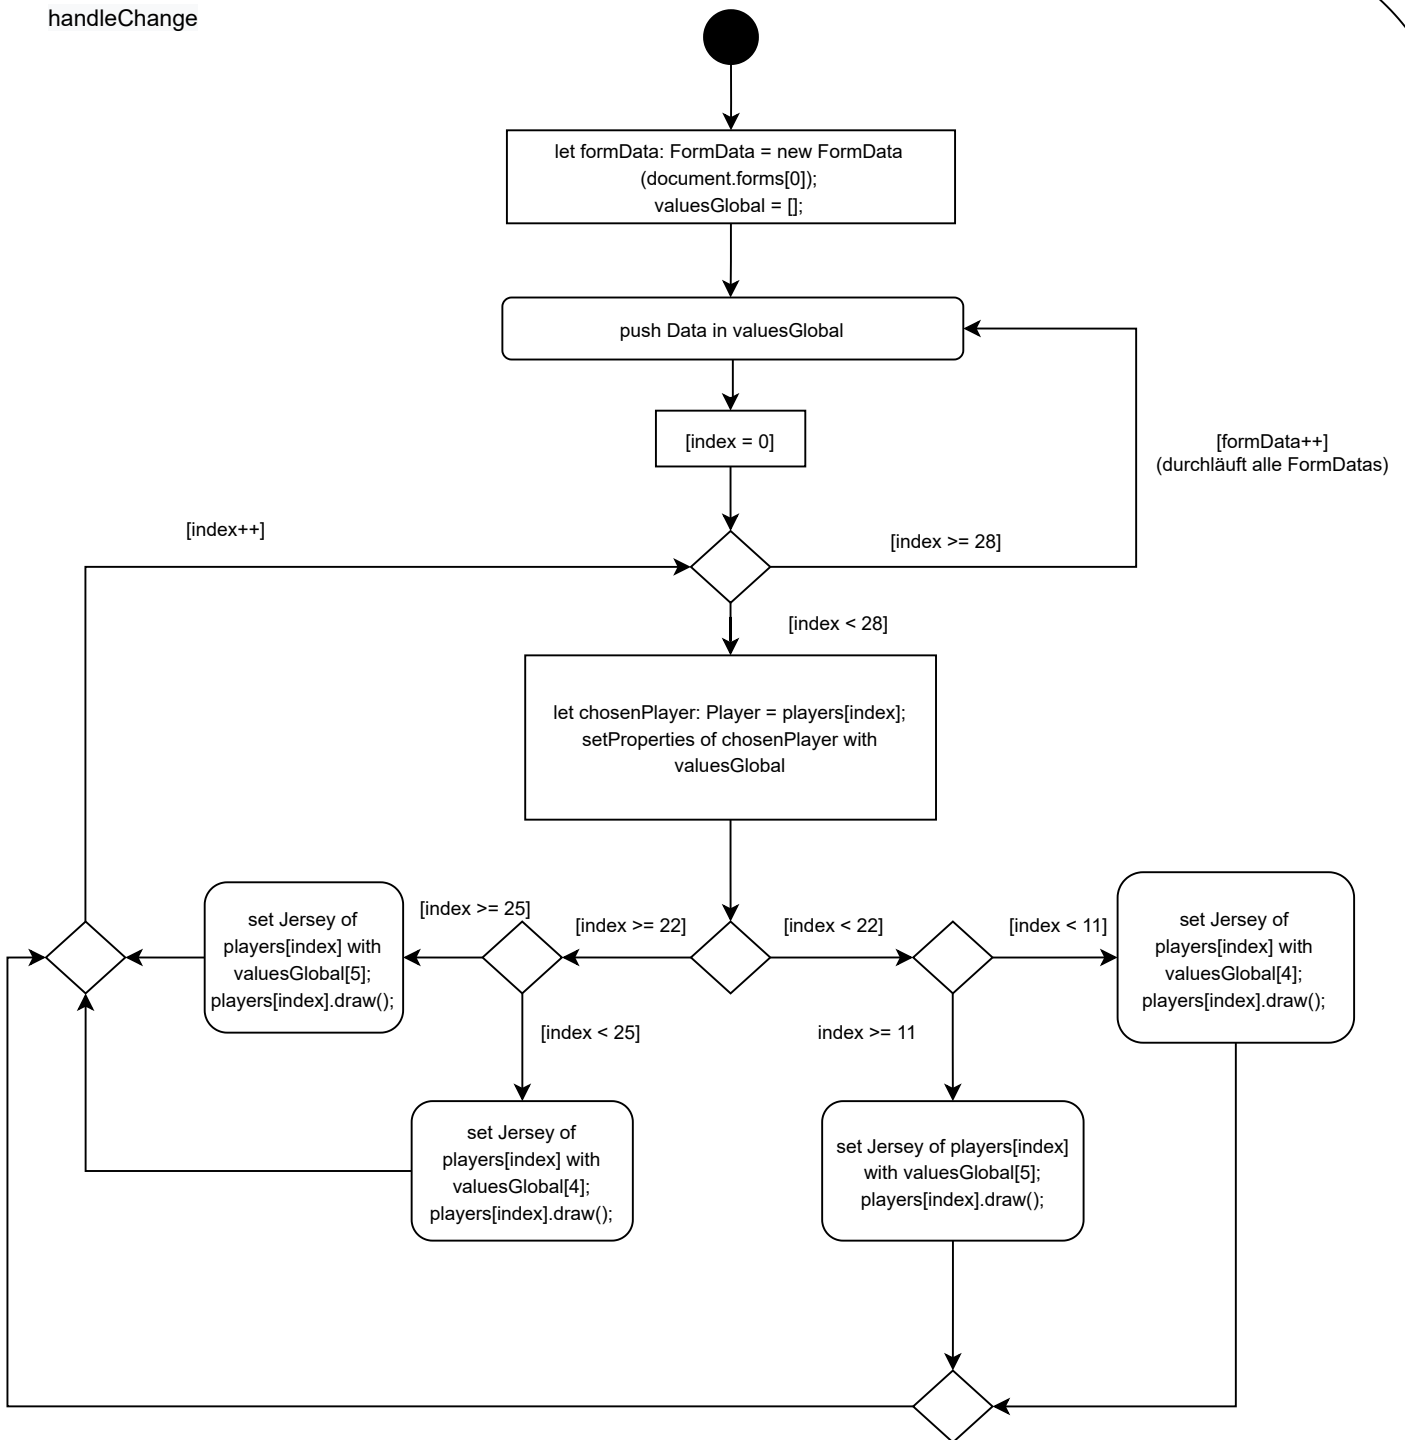 handleChange
let formData: FormData = new FormData
(document.forms[0]);
valuesGlobal = [];
push Data in valuesGlobal
[index = 0]
[formData++]
(durchläuft alle FormDatas)
[index++]
[index >= 28]
[index < 28]
let chosenPlayer: Player = players[index];
setProperties of chosenPlayer with
valuesGlobal
set Jersey of
players[index] with
valuesGlobal[5];
players[index].draw();
[index >= 25]
[index >= 22]
[index < 22]
[index < 11]
set Jersey of
players[index] with
valuesGlobal[4];
players[index].draw();
[index < 25]
index >= 11
set Jersey of
players[index] with
valuesGlobal[4];
players[index].draw();
set Jersey of players[index]
with valuesGlobal[5];
players[index].draw();